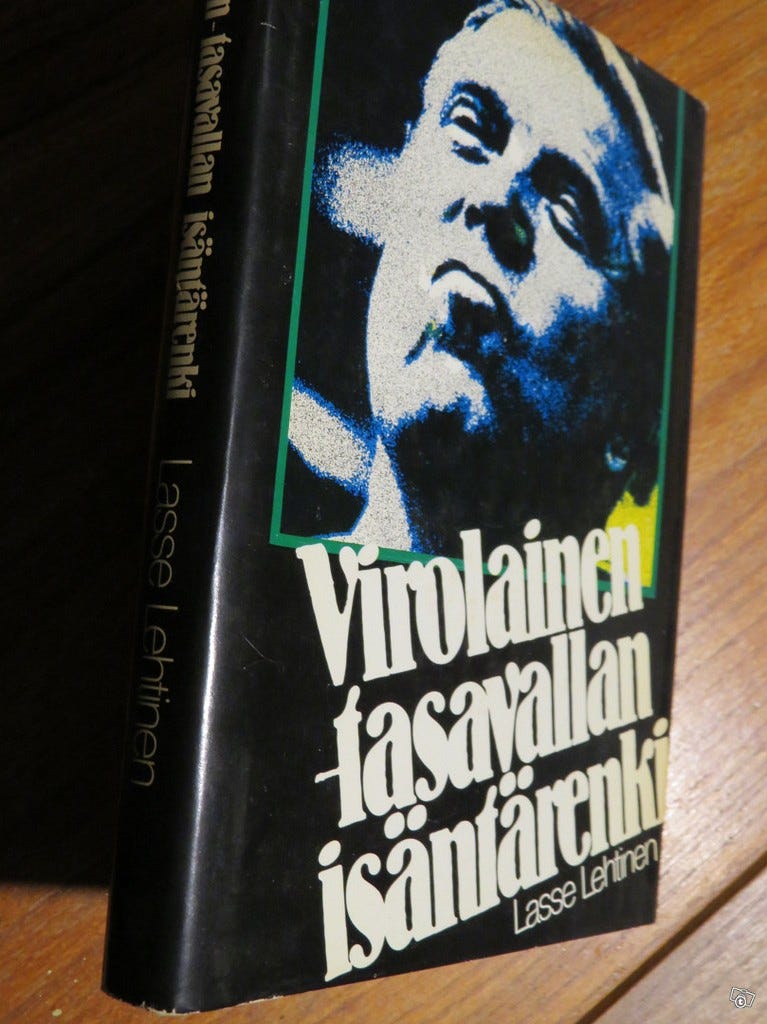 n-tasavallan isäntärenki Lasse Lehtinen
Virolainen
-tasavallan
isäntärenki
Lasse Lehtinen